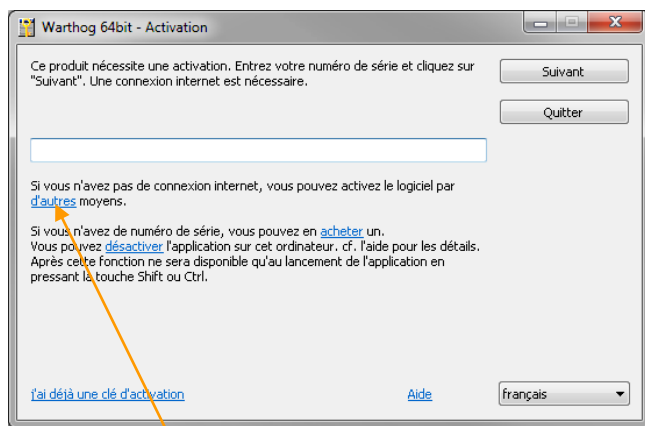 Warthog 64bit - Activation
Ce produit nécessite une activation. Entrez votre numéro de série et cliquez sur
"Suivant". Une connexion internet est nécessaire.
Suivant
Quitter
Si vous n'avez pas de connexion internet, vous pouvez activez le logiciel par
d'autres moyens.
Si vous n'avez de numéro de série, vous pouvez en acheter un.
Vous pouvez désactiver l'application sur cet ordinateur. cf. l'aide pour les détails.
Après cette fonction ne sera disponible qu'au lancement de l'application en
pressant la touche Shift ou Ctrl.
j'ai déjà une clé d'activation
Aide
français